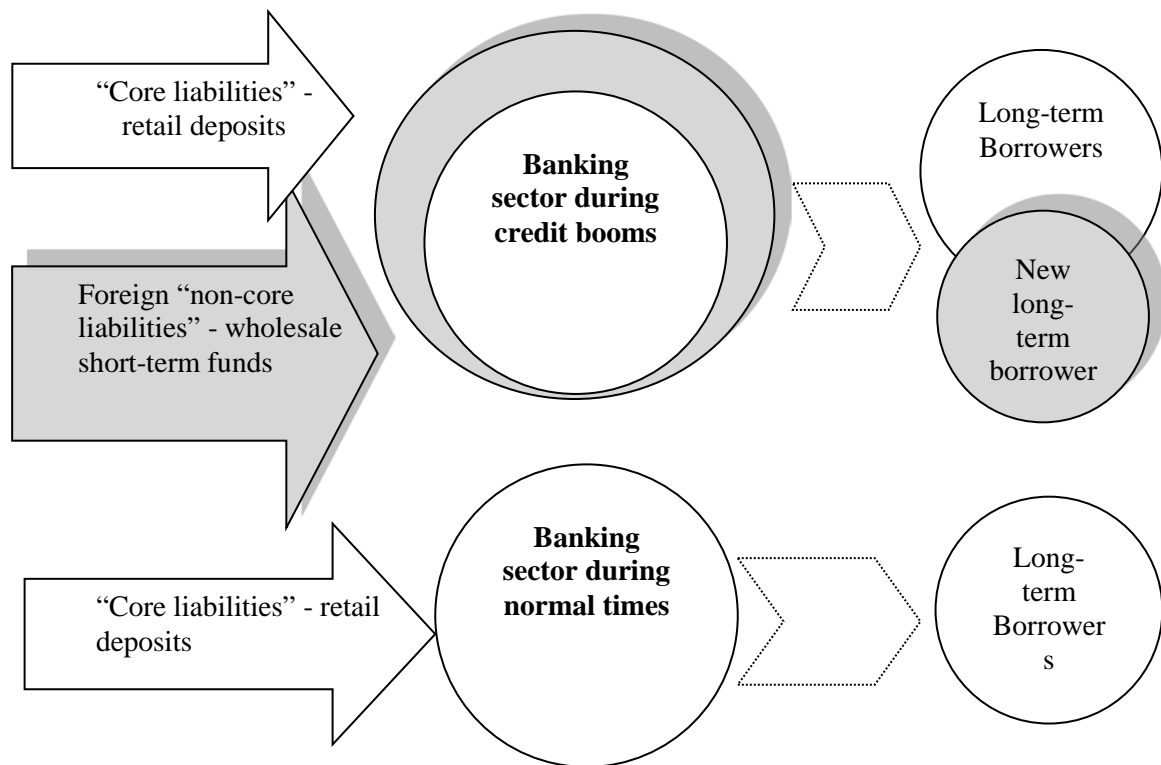 “Core liabilities” -
retail deposits
Banking
sector during
credit booms
Long-term
Borrowers
Foreign “non-core
liabilities” - wholesale
short-term funds
New
long-
term
borrower
“Core liabilities” - retail
deposits
Banking
sector during
normal times
Long-
term
Borrower
s